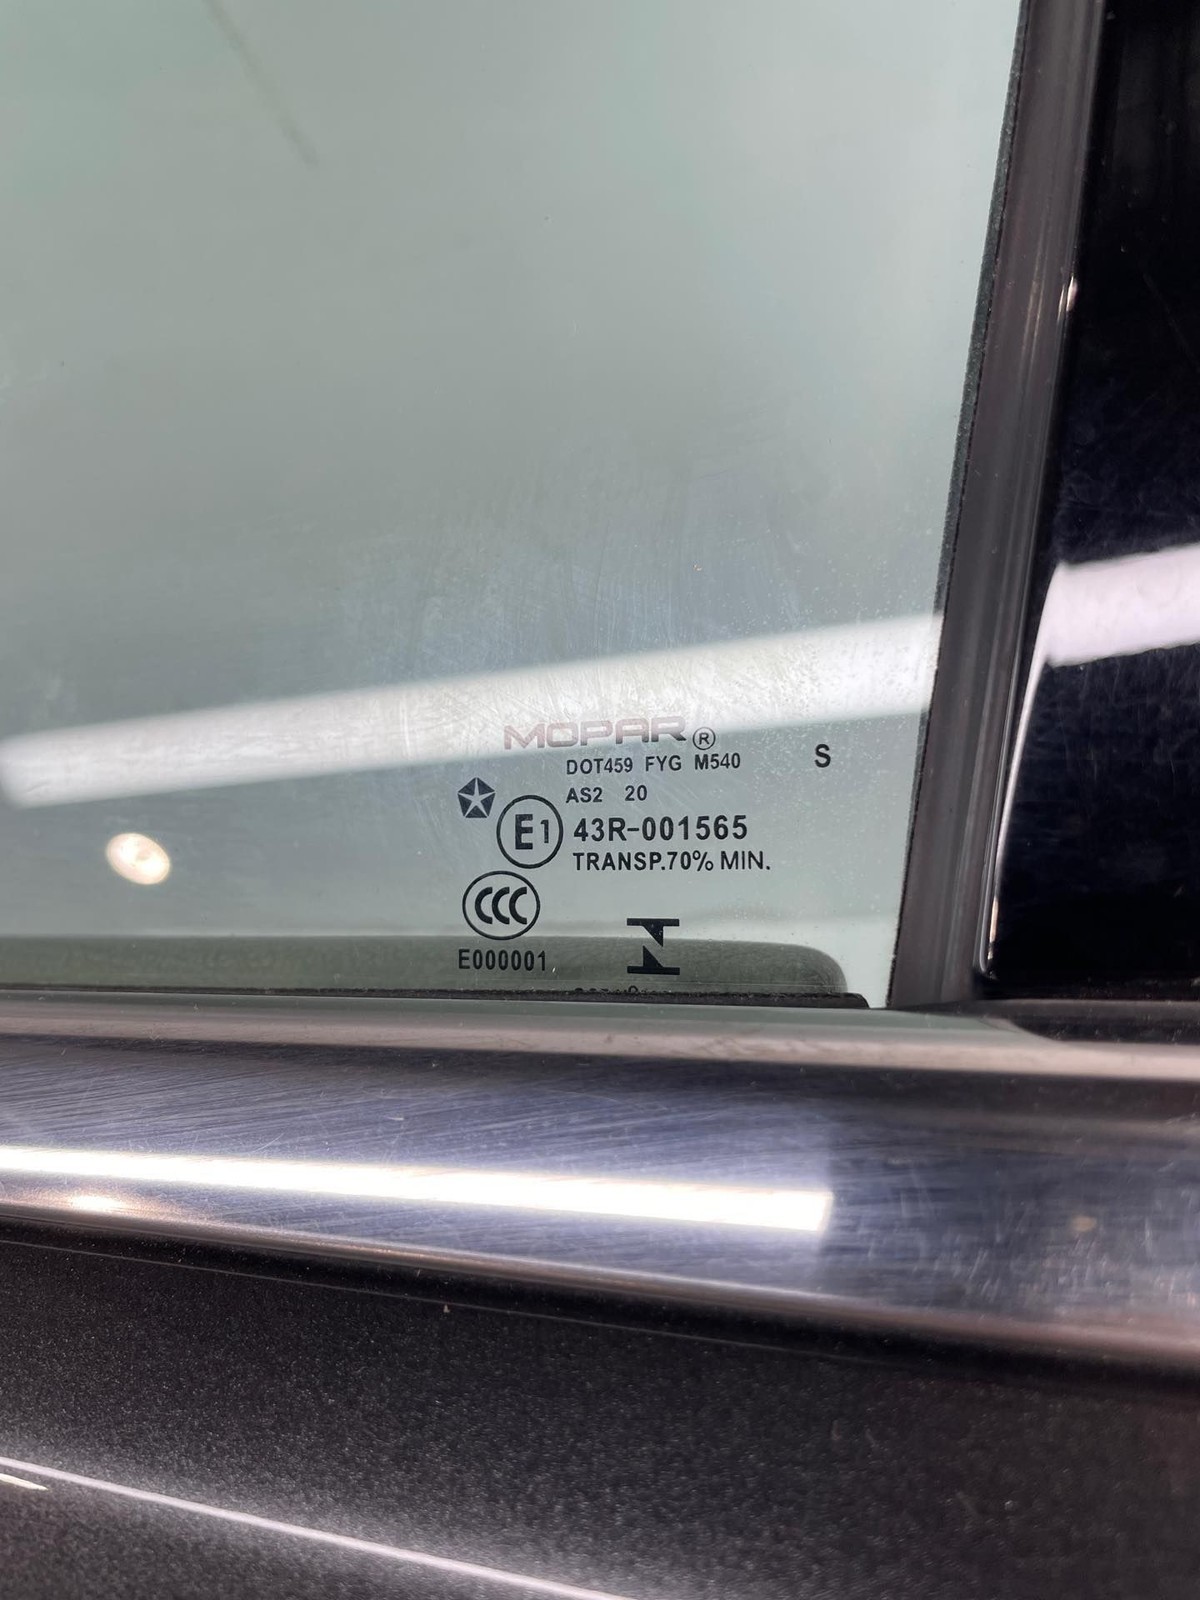 MOPAR®
DOT459 FYG M540
S
AS2 20
E1 43R-001565
TRANSP.70% MIN.
CCC
E000001